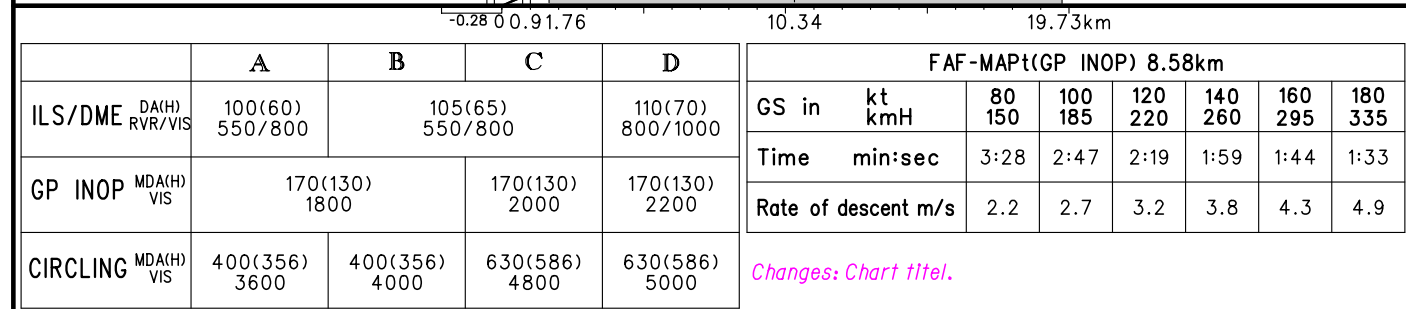 -0.28 0 0.9 1.76 10.34 19.73km
A B C D
ILS/DME DA(H) RVR/VIS
100(60) 105(65) 110(70)
550/800 550/800 800/1000
GP INOP MDA(H) VIS
170(130) 170(130) 170(130)
1800 2000 2200
CIRCLING MDA(H) VIS
400(356) 400(356) 630(586) 630(586)
3600 4000 4800 5000
FAF-MAPt(GP INOP) 8.58km
GS in kt 80 100 120 140 160 180
kmH 150 185 220 260 295 335
Time min:sec 3:28 2:47 2:19 1:59 1:44 1:33
Rate of descent m/s 2.2 2.7 3.2 3.8 4.3 4.9
Changes: Chart titel.